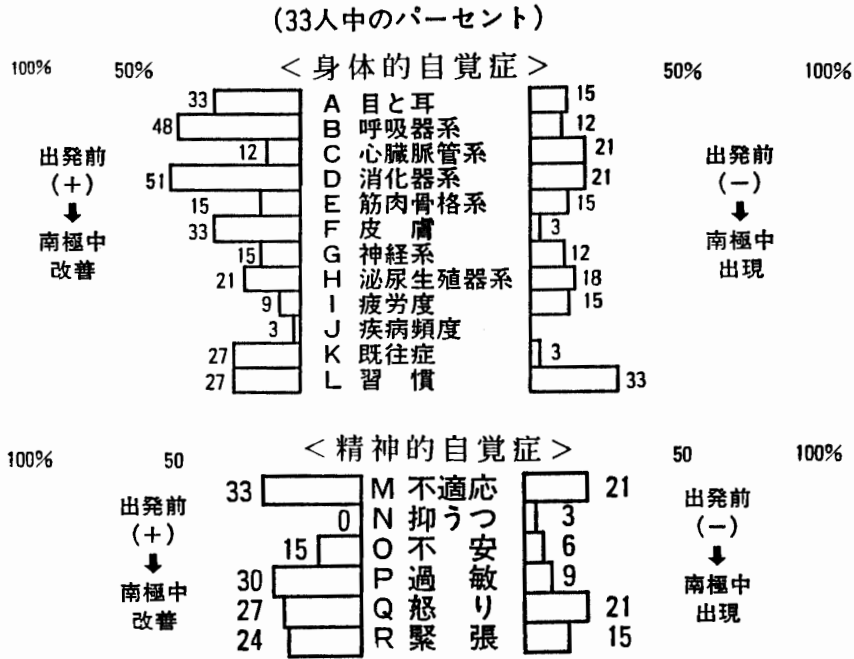 (33人中のパーセント)
100% 50% ＜身体的自覚症＞ 50% 100%
33 A 目と耳 15
48 B 呼吸器系 12
12 C 心臓脈管系 21
51 D 消化器系 21
15 E 筋肉骨格系 15
33 F 皮 膚 3
15 G 神経系 12
21 H 泌尿生殖器系 18
9 I 疲労度 15
3 J 疾病頻度
27 K 既往症 3
27 L 習 慣 33
出発前
(+)
↓
南極中
改善
出発前
(−)
↓
南極中
出現
100% 50 ＜精神的自覚症＞ 50 100%
33 M 不適応 21
0 N 抑うつ 3
15 O 不 安 6
30 P 過 敏 9
27 Q 怒 り 21
24 R 緊 張 15
出発前
(+)
↓
南極中
改善
出発前
(−)
↓
南極中
出現